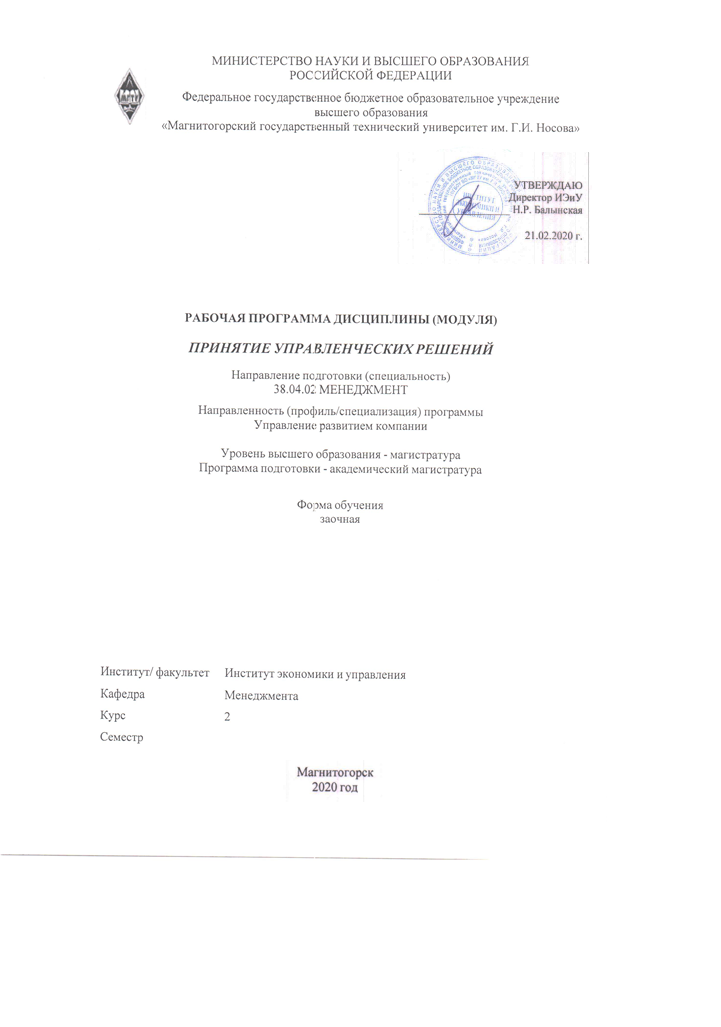 МИНИСТЕРСТВО НАУКИ И ВЫСШЕГО ОБРАЗОВАНИЯ
РОССИЙСКОЙ ФЕДЕРАЦИИ
Федеральное государственное бюджетное образовательное учреждение
высшего образования
«Магнитогорский государственный технический университет им. Г.И. Носова»
УТВЕРЖДАЮ
Директор ИЭиУ
Н.Р. Балынская
21.02.2020 г.
ИНСТИТУТ
ЭКОНОМИКИ И
УПРАВЛЕНИЯ
РАБОЧАЯ ПРОГРАММА ДИСЦИПЛИНЫ (МОДУЛЯ)
ПРИНЯТИЕ УПРАВЛЕНЧЕСКИХ РЕШЕНИЙ
Направление подготовки (специальность)
38.04.02 МЕНЕДЖМЕНТ
Направленность (профиль/специализация) программы
Управление развитием компании
Уровень высшего образования - магистратура
Программа подготовки - академический магистратура
Форма обучения
заочная
Институт/ факультет Институт экономики и управления
Кафедра Менеджмента
Курс 2
Семестр
Магнитогорск
2020 год